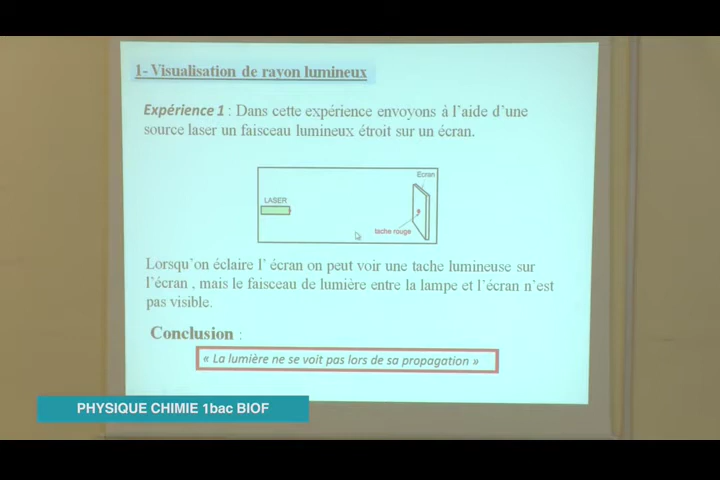 1- Visualisation de rayon lumineux
Expérience 1 : Dans cette expérience envoyons à l'aide d'une
source laser un faisceau lumineux étroit sur un écran.
Ecran
LASER
tache rouge
Lorsqu'on éclaire l' écran on peut voir une tache lumineuse sur
l'écran , mais le faisceau de lumière entre la lampe et l'écran n'est
pas visible.
Conclusion :
« La lumière ne se voit pas lors de sa propagation »
PHYSIQUE CHIMIE 1bac BIOF